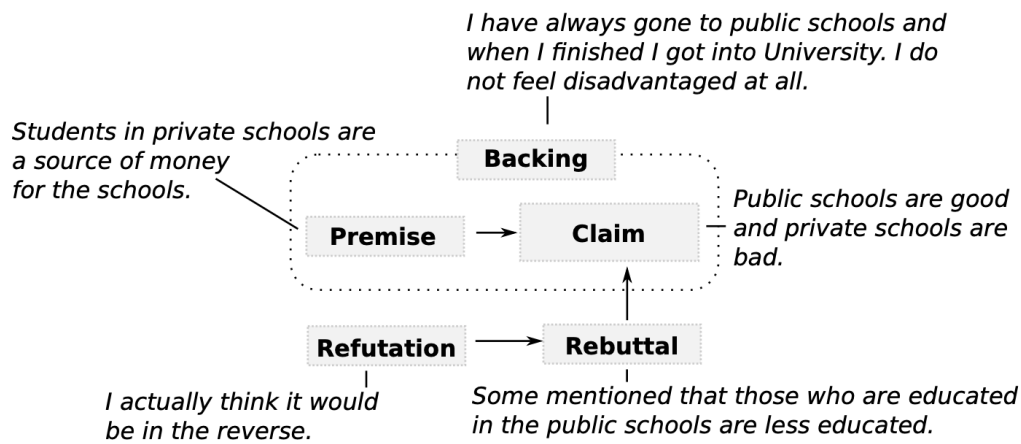 I have always gone to public schools and
when I finished I got into University. I do
not feel disadvantaged at all.
Students in private schools are
a source of money
for the schools.
Backing
Premise
Claim
Public schools are good
and private schools are
bad.
Refutation
Rebuttal
I actually think it would
be in the reverse.
Some mentioned that those who are educated
in the public schools are less educated.